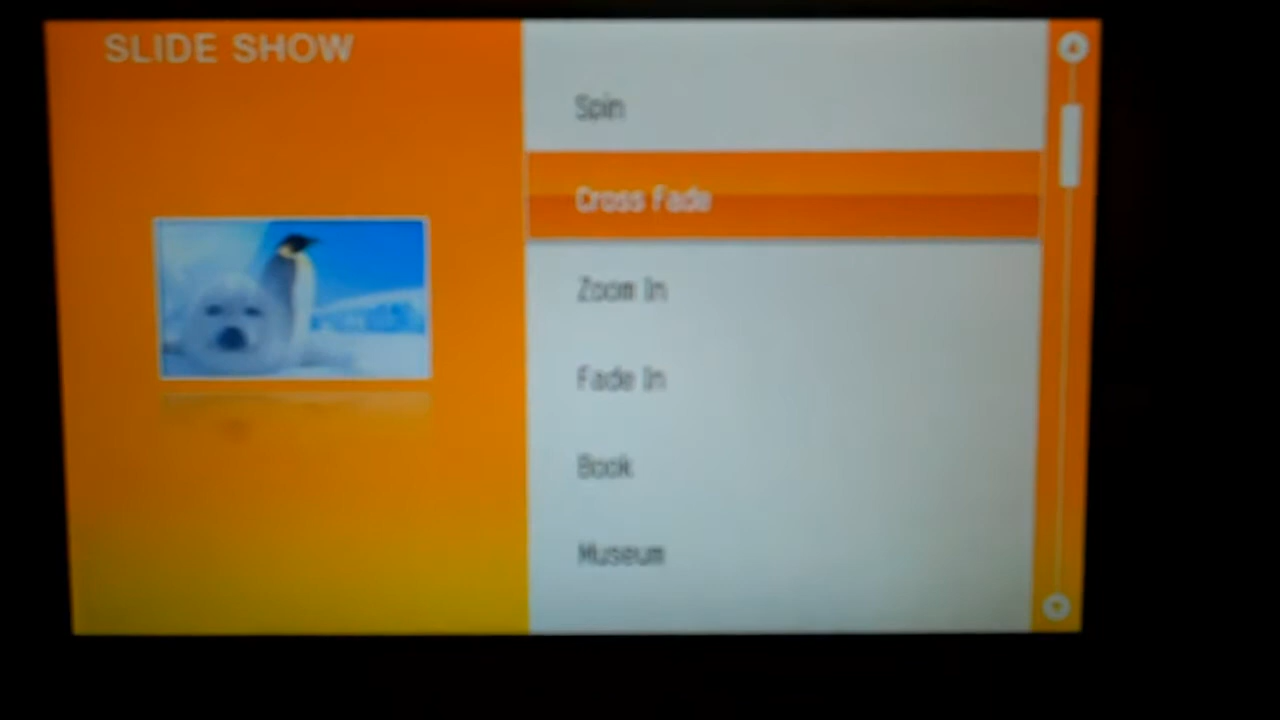 SLIDE SHOW
Spin
Cross Fade
Zoom In
Fade In
Book
Museum